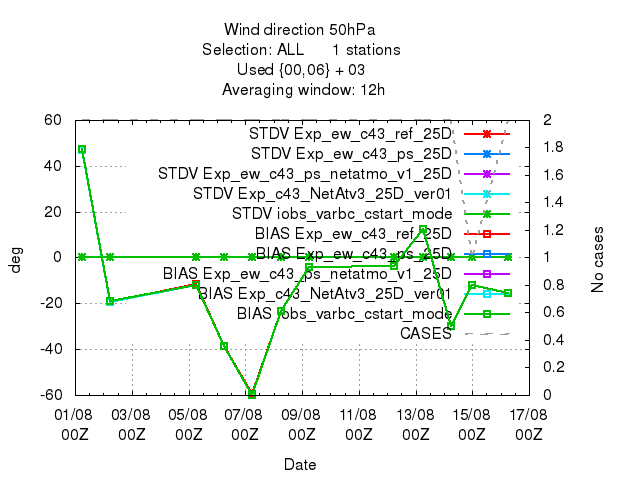 Wind direction 50hPa
Selection: ALL 1 stations
Used {00,06} + 03
Averaging window: 12h
60 2
STDV Exp_ew_c43_ref_25D
1.8
STDV Exp_ew_c43_ps_25D
40
STDV Exp_ew_c43_ps_netatmo_v1_25D
1.6
STDV Exp_c43_NetAtv3_25D_ver01
20 STDV iobs_varbc_cstart_mode
1.4
BIAS Exp_ew_c43_ref_25D
1.2
BIAS Exp_ew_c43_ps_25D
0 1
BIAS Exp_ew_c43_ps_netatmo_v1_25D
BIAS Exp_c43_NetAtv3_25D_ver01
0.8
-20
BIAS iobs_varbc_cstart_mode
0.6
CASES
-40
0.4
0.2
-60 0
deg
No cases
01/08 03/08 05/08 07/08 09/08 11/08 13/08 15/08 17/08
00Z 00Z 00Z 00Z 00Z 00Z 00Z 00Z 00Z
Date